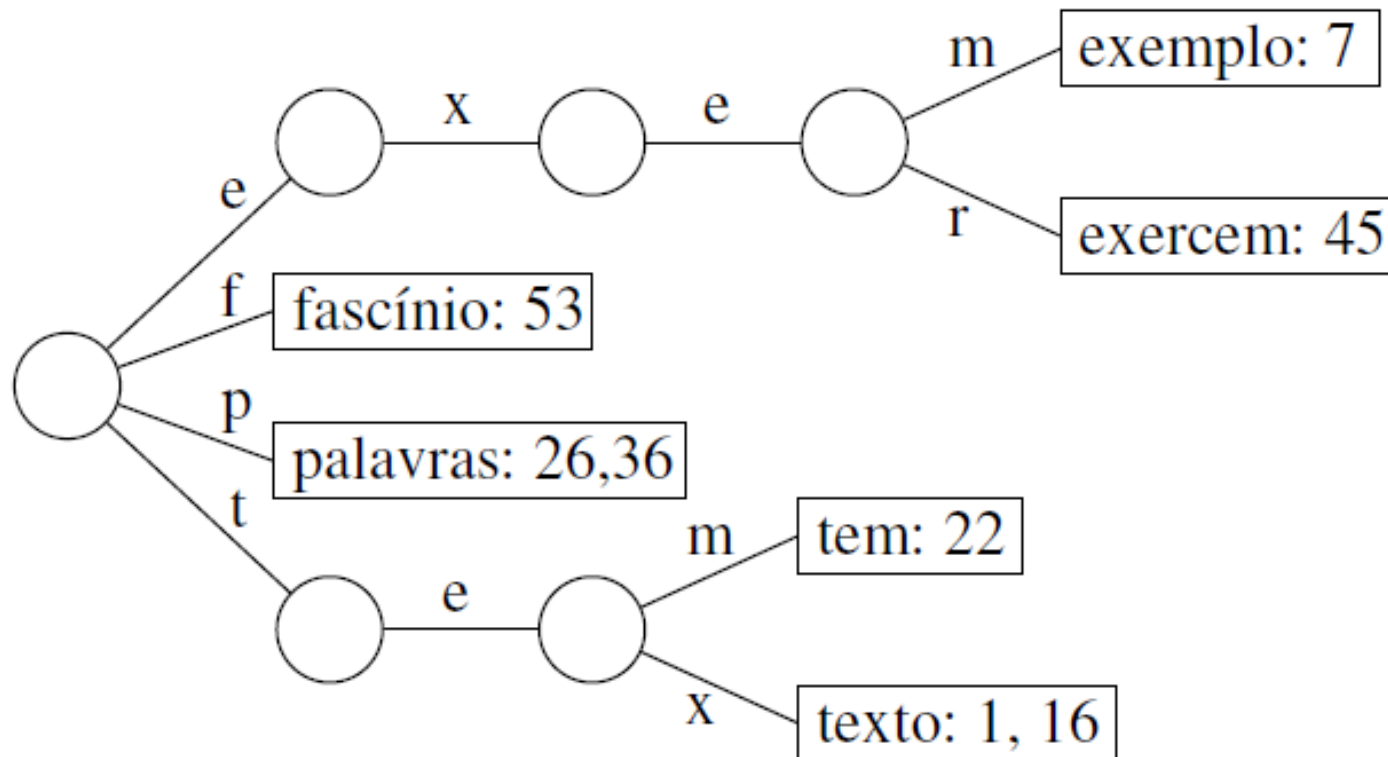 m
exemplo: 7
x
e
e
r
exercem: 45
f
fascínio: 53
p
palavras: 26,36
t
m
tem: 22
e
x
texto: 1, 16